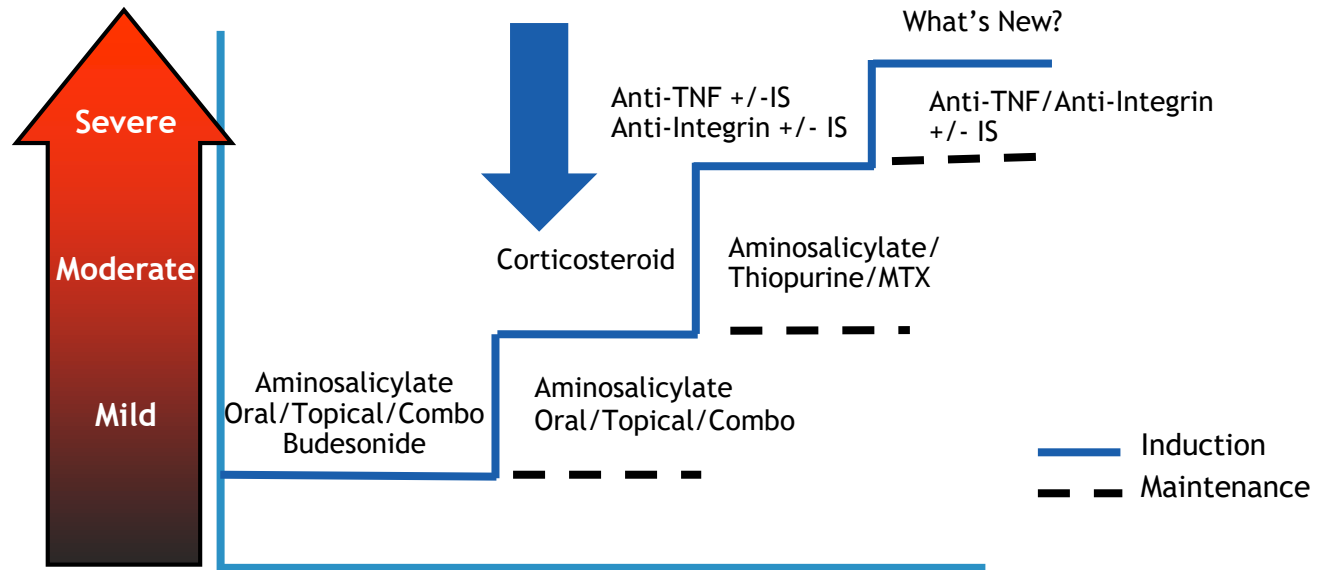 What's New?
Anti-TNF +/-IS
Anti-Integrin +/- IS
Anti-TNF/Anti-Integrin
+/- IS
Severe
Corticosteroid
Aminosalicylate/
Thiopurine/MTX
Moderate
Aminosalicylate
Oral/Topical/Combo
Budesonide
Aminosalicylate
Oral/Topical/Combo
Mild
Induction
Maintenance